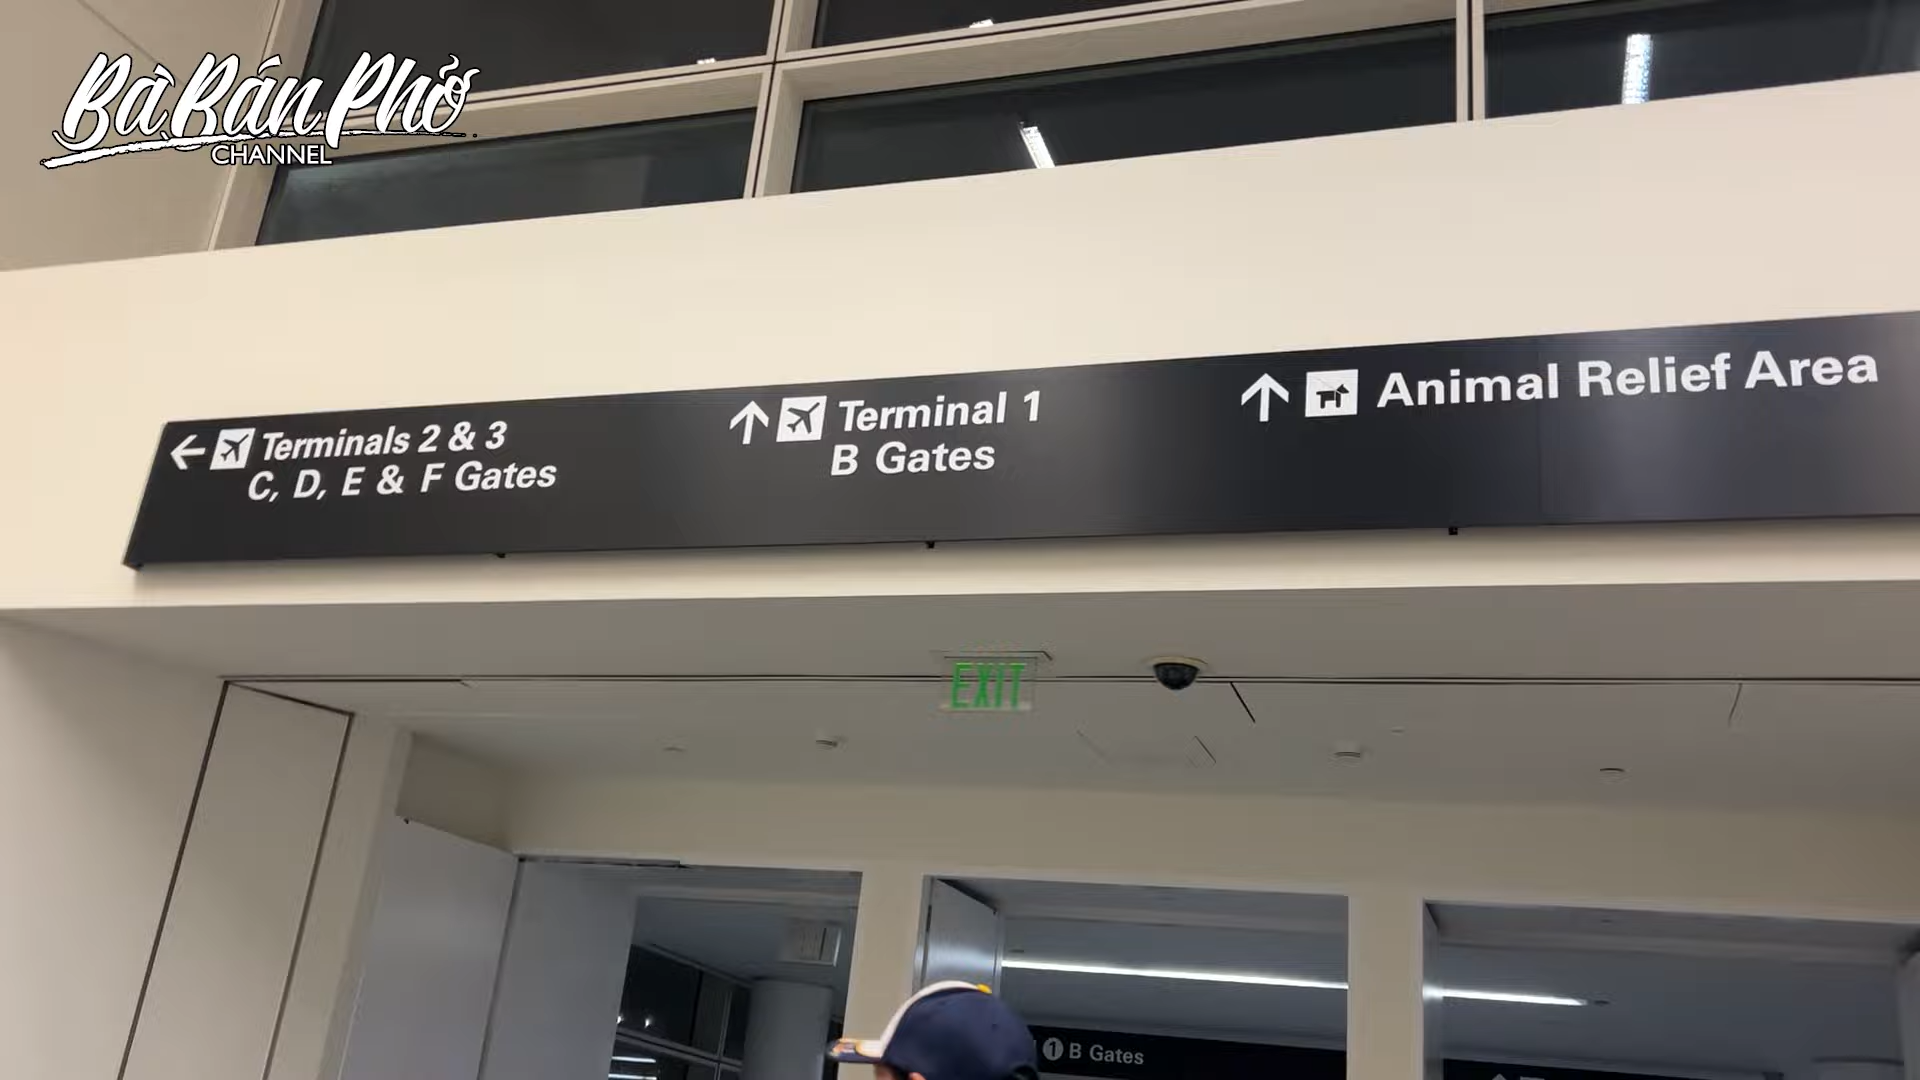 Bà Bán Phở
CHANNEL
Terminals 2 & 3
C, D, E & F Gates
Terminal 1
B Gates
Animal Relief Area
EXIT
1 B Gates